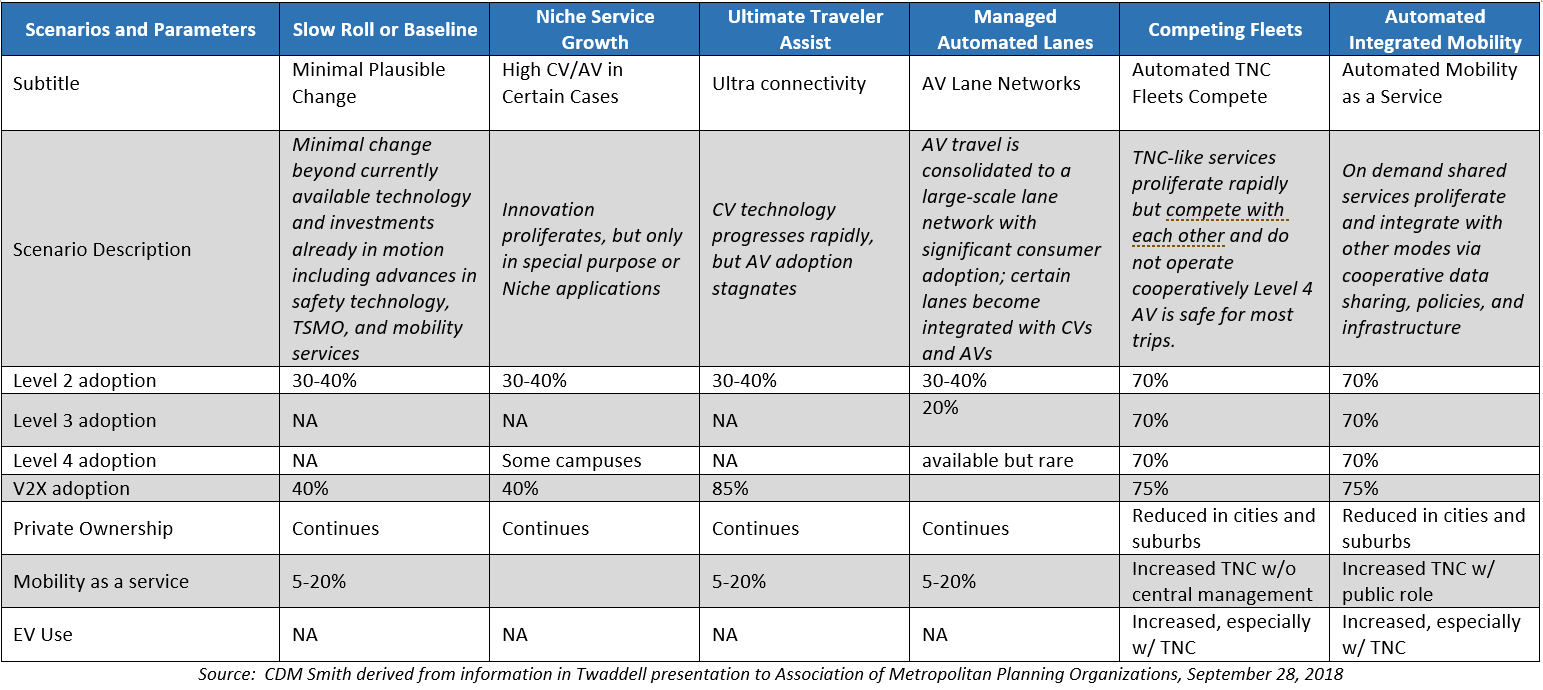 Scenarios and Parameters
Slow Roll or Baseline
Niche Service
Growth
Ultimate Traveler
Assist
Managed
Automated Lanes
Competing Fleets
Automated
Integrated Mobility
Subtitle
Minimal Plausible
Change
High CV/AV in
Certain Cases
Ultra connectivity
AV Lane Networks
Automated TNC
Fleets Compete
Automated Mobility
as a Service
Scenario Description
Minimal change
beyond currently
available technology
and investments
already in motion
including advances in
safety technology,
TSMO, and mobility
services
Innovation
proliferates, but only
in special purpose or
Niche applications
CV technology
progresses rapidly,
but AV adoption
stagnates
AV travel is
consolidated to a
large-scale lane
network with
significant consumer
adoption; certain
lanes become
integrated with CVs
and AVs
TNC-like services
proliferate rapidly
but compete with
each other and do
not operate
cooperatively Level 4
AV is safe for most
trips.
On demand shared
services proliferate
and integrate with
other modes via
cooperative data
sharing, policies, and
infrastructure
Level 2 adoption
30-40%
30-40%
30-40%
30-40%
70%
70%
Level 3 adoption
NA
NA
NA
20%
70%
70%
Level 4 adoption
NA
Some campuses
NA
available but rare
70%
70%
V2X adoption
40%
40%
85%
75%
75%
Private Ownership
Continues
Continues
Continues
Continues
Reduced in cities and
suburbs
Reduced in cities and
suburbs
Mobility as a service
5-20%
5-20%
5-20%
Increased TNC w/o
central management
Increased TNC w/
public role
EV Use
NA
NA
NA
NA
Increased, especially
w/ TNC
Increased, especially
w/ TNC
Source:  CDM Smith derived from information in Twaddell presentation to Association of Metropolitan Planning Organizations, September 28, 2018